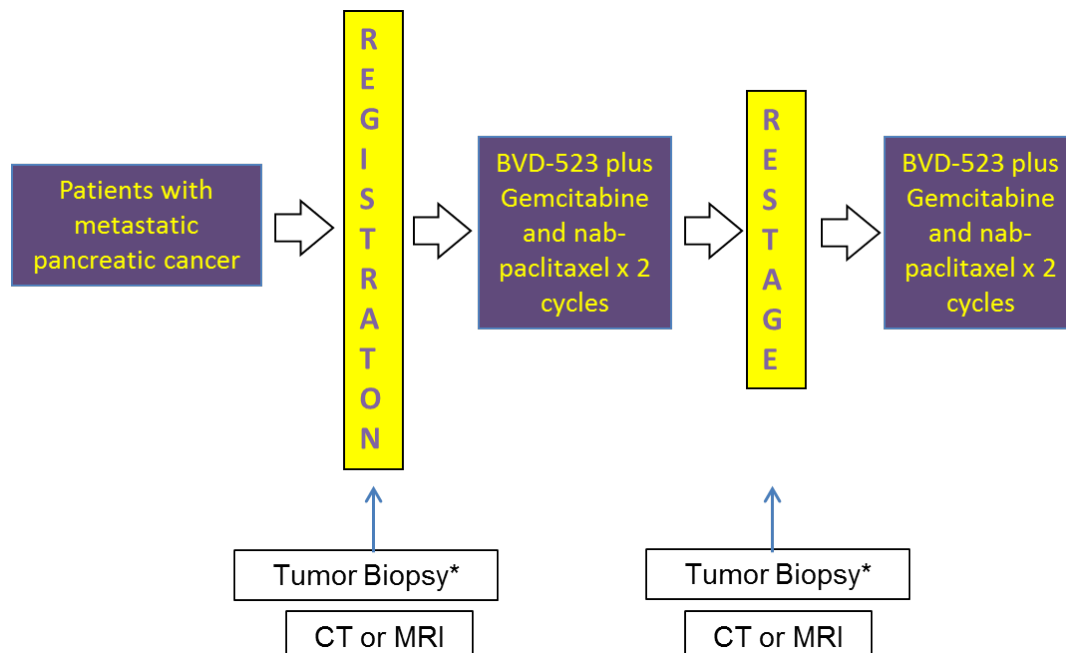 Patients with
metastatic
pancreatic cancer
R
E
G
I
S
T
R
A
T
O
N
BVD-523 plus
Gemcitabine
and nab-
paclitaxel x 2
cycles
R
E
S
T
A
G
E
BVD-523 plus
Gemcitabine
and nab-
paclitaxel x 2
cycles
Tumor Biopsy*
CT or MRI
Tumor Biopsy*
CT or MRI